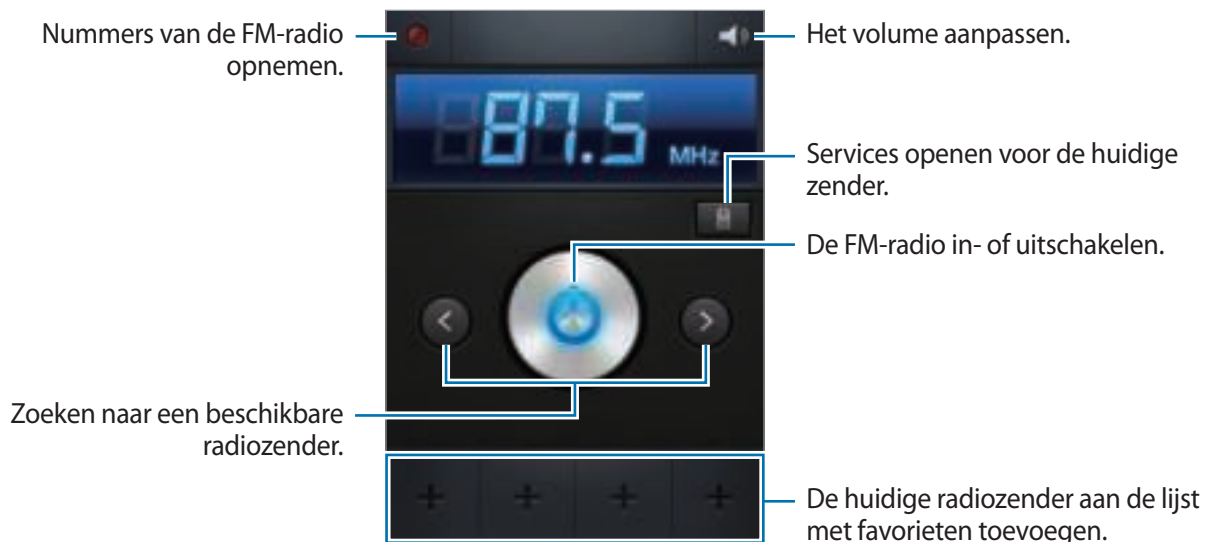 Nummers van de FM-radio
opnemen.
Het volume aanpassen.
87.5 MHz
Services openen voor de huidige
zender.
De FM-radio in- of uitschakelen.
Zoeken naar een beschikbare
radiozender.
De huidige radiozender aan de lijst
met favorieten toevoegen.